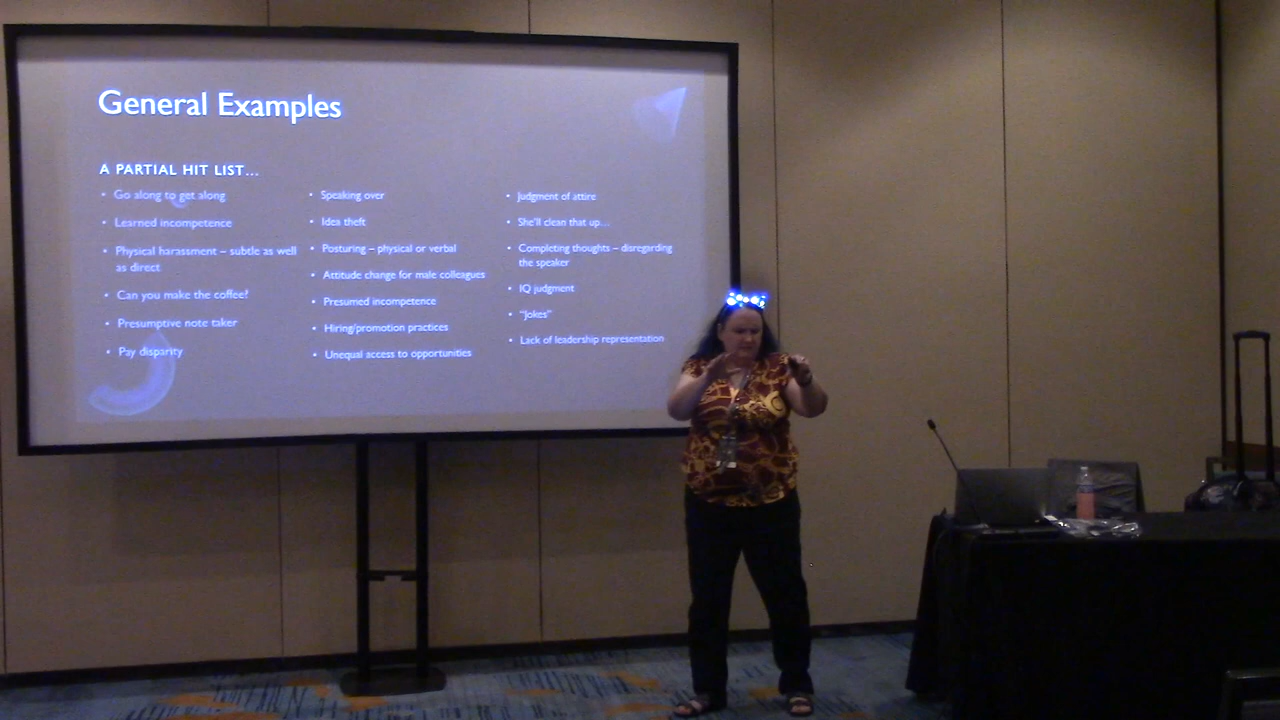 General Examples
A PARTIAL HIT LIST...
• Go along to get along
• Learned incompetence
• Physical harassment – subtle as well
as direct
• Can you make the coffee?
• Presumptive note taker
• Pay disparity
• Speaking over
• Idea theft
• Posturing – physical or verbal
• Attitude change for male colleagues
• Presumed incompetence
• Hiring/promotion practices
• Unequal access to opportunities
• Judgment of attire
• She'll clean that up...
• Completing thoughts – disregarding
the speaker
• IQ judgment
• "Jokes"
• Lack of leadership representation